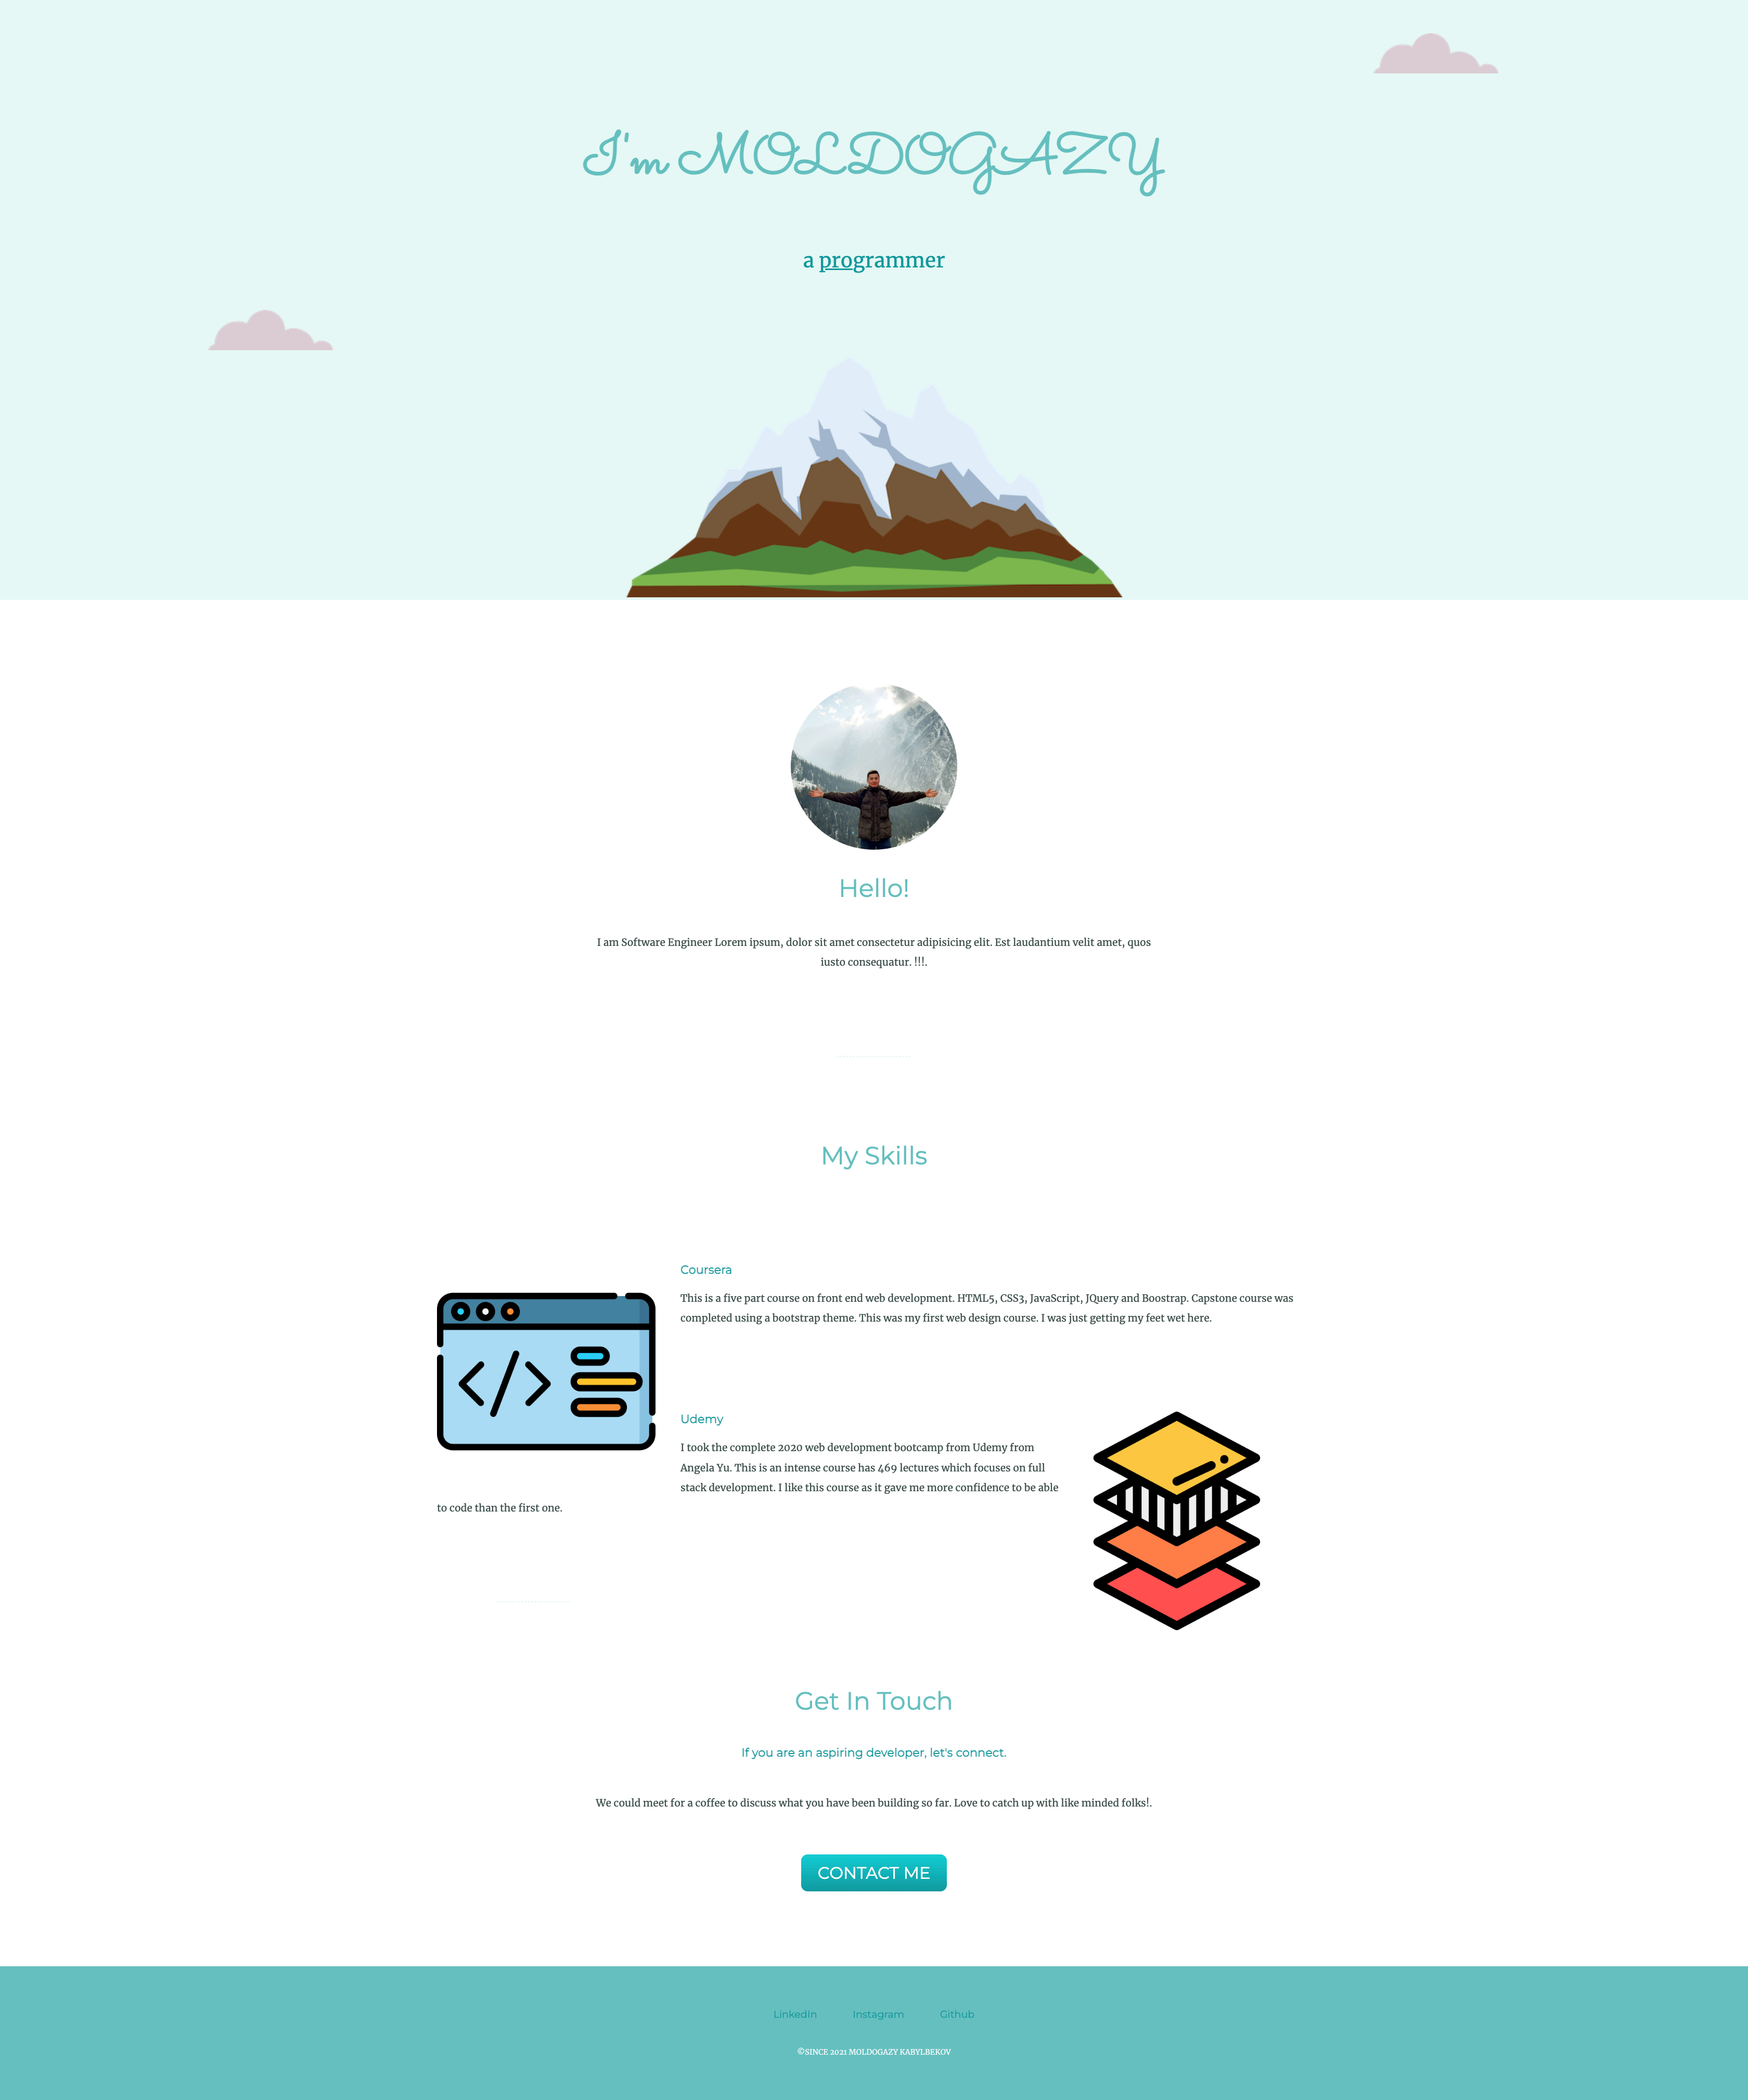 I'm MOLDOGAZY
a programmer
Hello!
I am Software Engineer Lorem ipsum, dolor sit amet consectetur adipisicing elit. Est laudantium velit amet, quos
iusto consequatur. !!!.
My Skills
Coursera
This is a five part course on front end web development. HTML5, CSS3, JavaScript, JQuery and Boostrap. Capstone course was
completed using a bootstrap theme. This was my first web design course. I was just getting my feet wet here.
Udemy
I took the complete 2020 web development bootcamp from Udemy from
Angela Yu. This is an intense course has 469 lectures which focuses on full
stack development. I like this course as it gave me more confidence to be able
to code than the first one.
Get In Touch
If you are an aspiring developer, let's connect.
We could meet for a coffee to discuss what you have been building so far. Love to catch up with like minded folks!.
CONTACT ME
LinkedIn Instagram Github
©SINCE 2021 MOLDOGAZY KABYLBEKOV